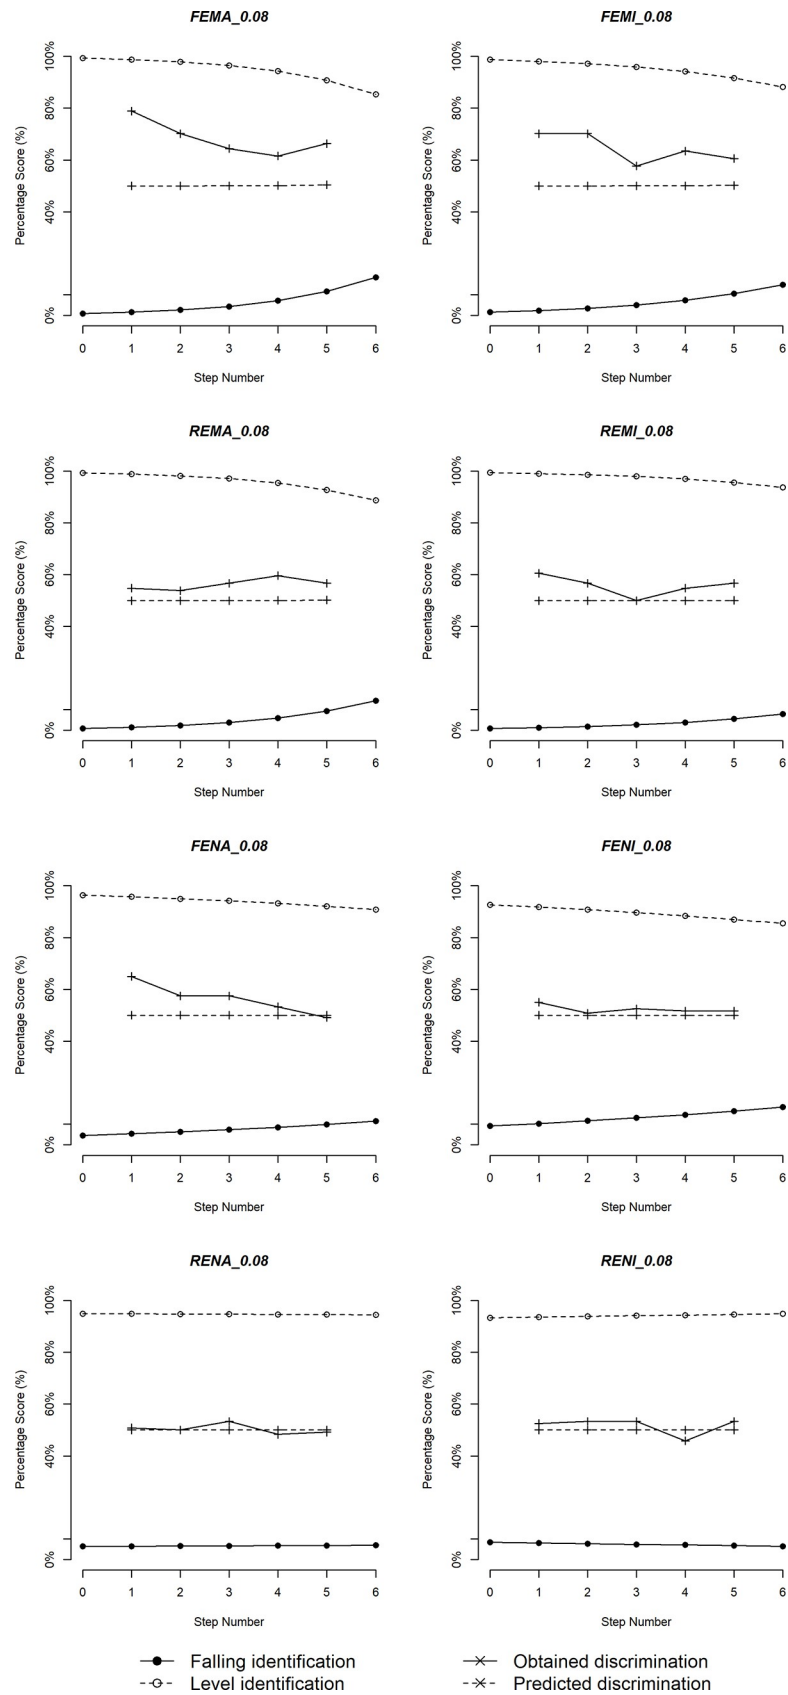 FEMA_0.08
FEMI_0.08
Percentage Score (%)
100%
80%
60%
40%
0%
0 1 2 3 4 5 6
Step Number
Percentage Score (%)
100%
80%
60%
40%
0%
0 1 2 3 4 5 6
Step Number
REMA_0.08
REMI_0.08
Percentage Score (%)
100%
80%
60%
40%
0%
0 1 2 3 4 5 6
Step Number
Percentage Score (%)
100%
80%
60%
40%
0%
0 1 2 3 4 5 6
Step Number
FENA_0.08
FENI_0.08
Percentage Score (%)
100%
80%
60%
40%
0%
0 1 2 3 4 5 6
Step Number
Percentage Score (%)
100%
80%
60%
40%
0%
0 1 2 3 4 5 6
Step Number
RENA_0.08
RENI_0.08
Percentage Score (%)
100%
80%
60%
40%
0%
0 1 2 3 4 5 6
Step Number
Percentage Score (%)
100%
80%
60%
40%
0%
0 1 2 3 4 5 6
Step Number
Falling identification
Level identification
Obtained discrimination
Predicted discrimination